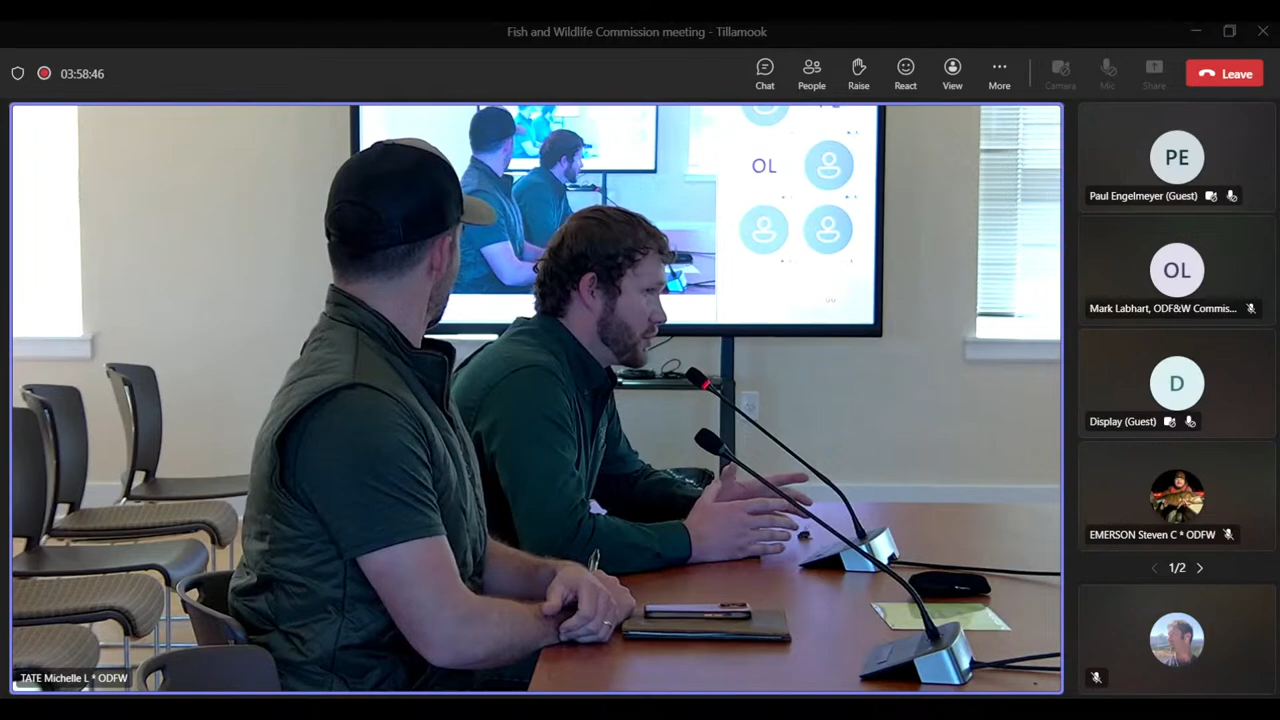 Fish and Wildlife Commission meeting - Tillamook
03:58:46
Chat
People
Raise
React
View
More
Camera
Mic
Share
Leave
OL
PE
Paul Engelmeyer (Guest)
OL
Mark Labhart, ODF&W Commis...
D
Display (Guest)
EMERSON Steven C * ODFW
1/2
TATE Michelle L * ODFW